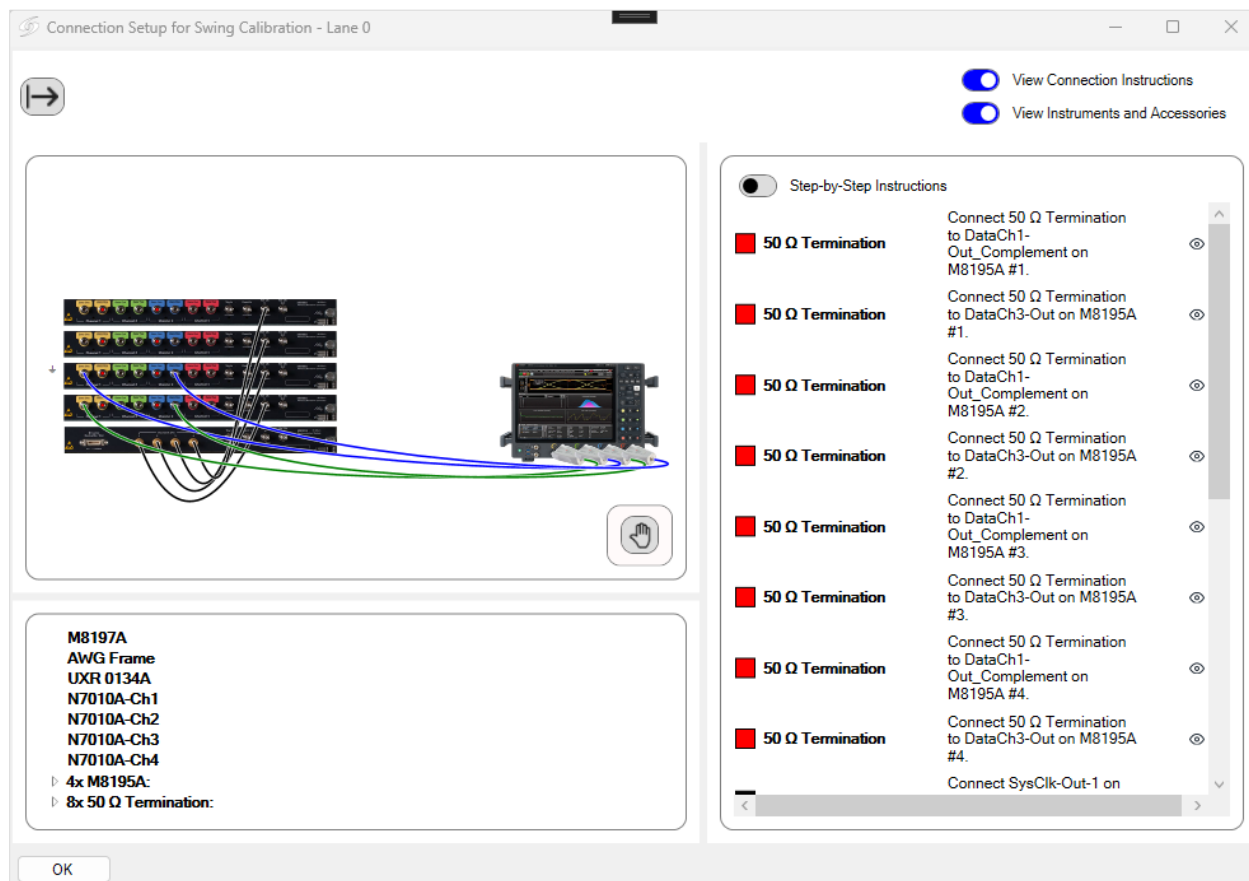 Connection Setup for Swing Calibration - Lane 0
View Connection Instructions
View Instruments and Accessories
Step-by-Step Instructions
50 Ω Termination
Connect 50 Ω Termination
to DataCh1-
Out_Complement on
M8195A #1.
50 Ω Termination
Connect 50 Ω Termination
to DataCh3-Out on M8195A
#1.
50 Ω Termination
Connect 50 Ω Termination
to DataCh1-
Out_Complement on
M8195A #2.
50 Ω Termination
Connect 50 Ω Termination
to DataCh3-Out on M8195A
#2.
50 Ω Termination
Connect 50 Ω Termination
to DataCh1-
Out_Complement on
M8195A #3.
50 Ω Termination
Connect 50 Ω Termination
to DataCh3-Out on M8195A
#3.
50 Ω Termination
Connect 50 Ω Termination
to DataCh1-
Out_Complement on
M8195A #4.
50 Ω Termination
Connect 50 Ω Termination
to DataCh3-Out on M8195A
#4.
Connect SysClk-Out-1 on
M8197A
AWG Frame
UXR 0134A
N7010A-Ch1
N7010A-Ch2
N7010A-Ch3
N7010A-Ch4
4x M8195A:
8x 50 Ω Termination:
OK